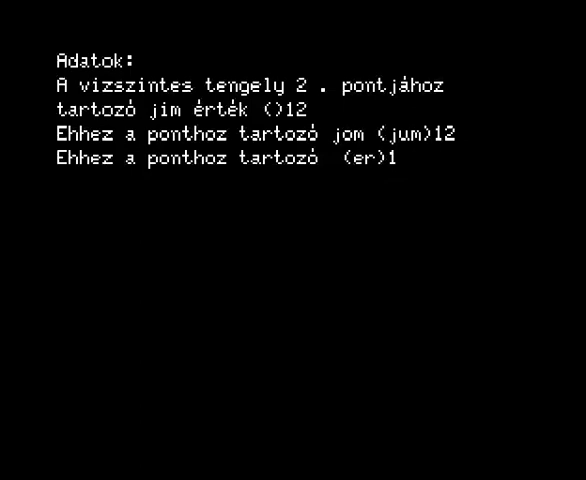 Adatok:
A vizszintes tengely 2 . pontjához
tartozó jim érték ()12
Ehhez a ponthoz tartozó jom (jum)12
Ehhez a ponthoz tartozó  (er)1